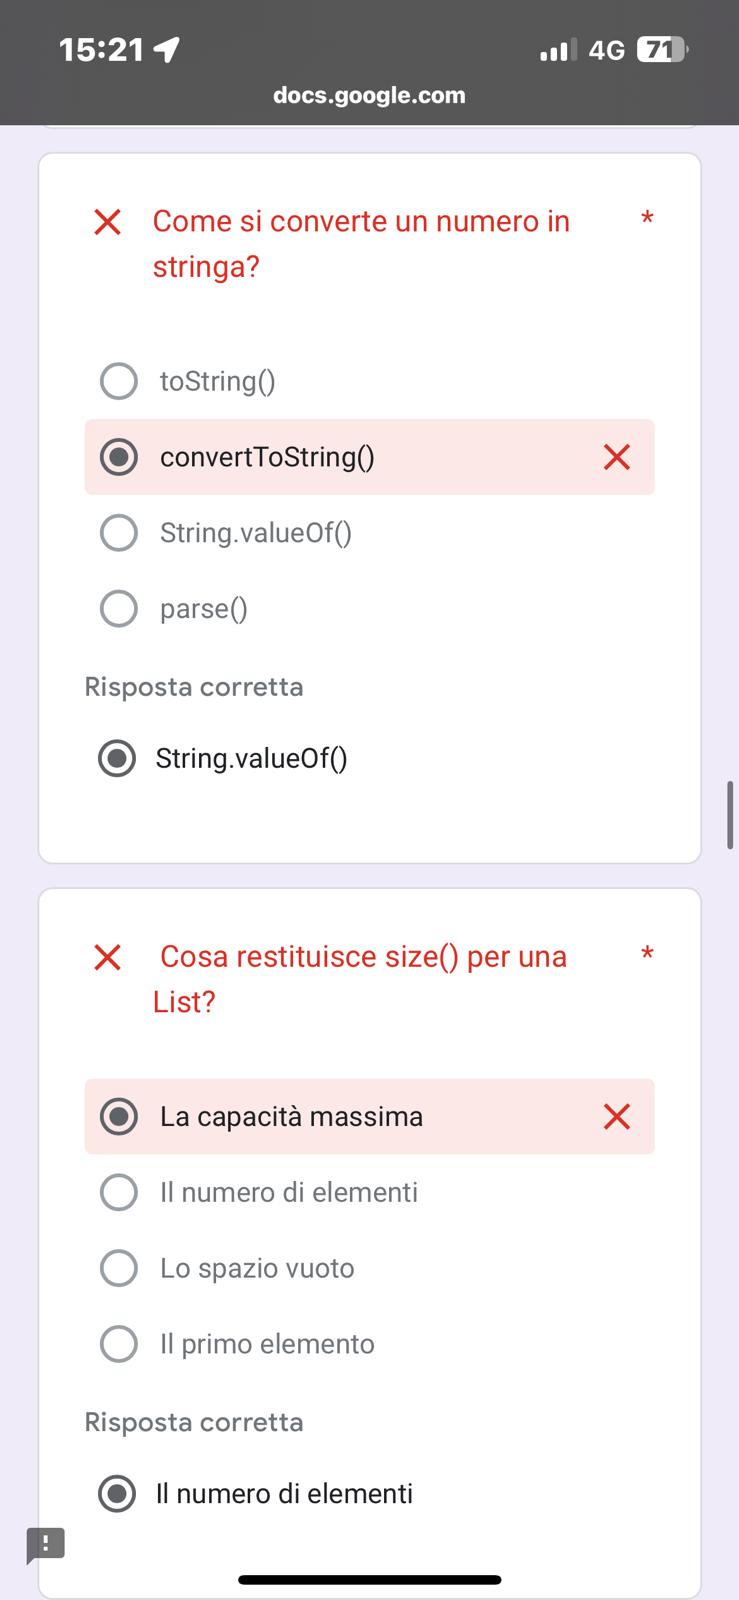 15:21
4G
71
docs.google.com
Come si converte un numero in *
stringa?
toString()
convertToString()
String.valueOf()
parse()
Risposta corretta
String.valueOf()
Cosa restituisce size() per una *
List?
La capacità massima
Il numero di elementi
Lo spazio vuoto
Il primo elemento
Risposta corretta
Il numero di elementi